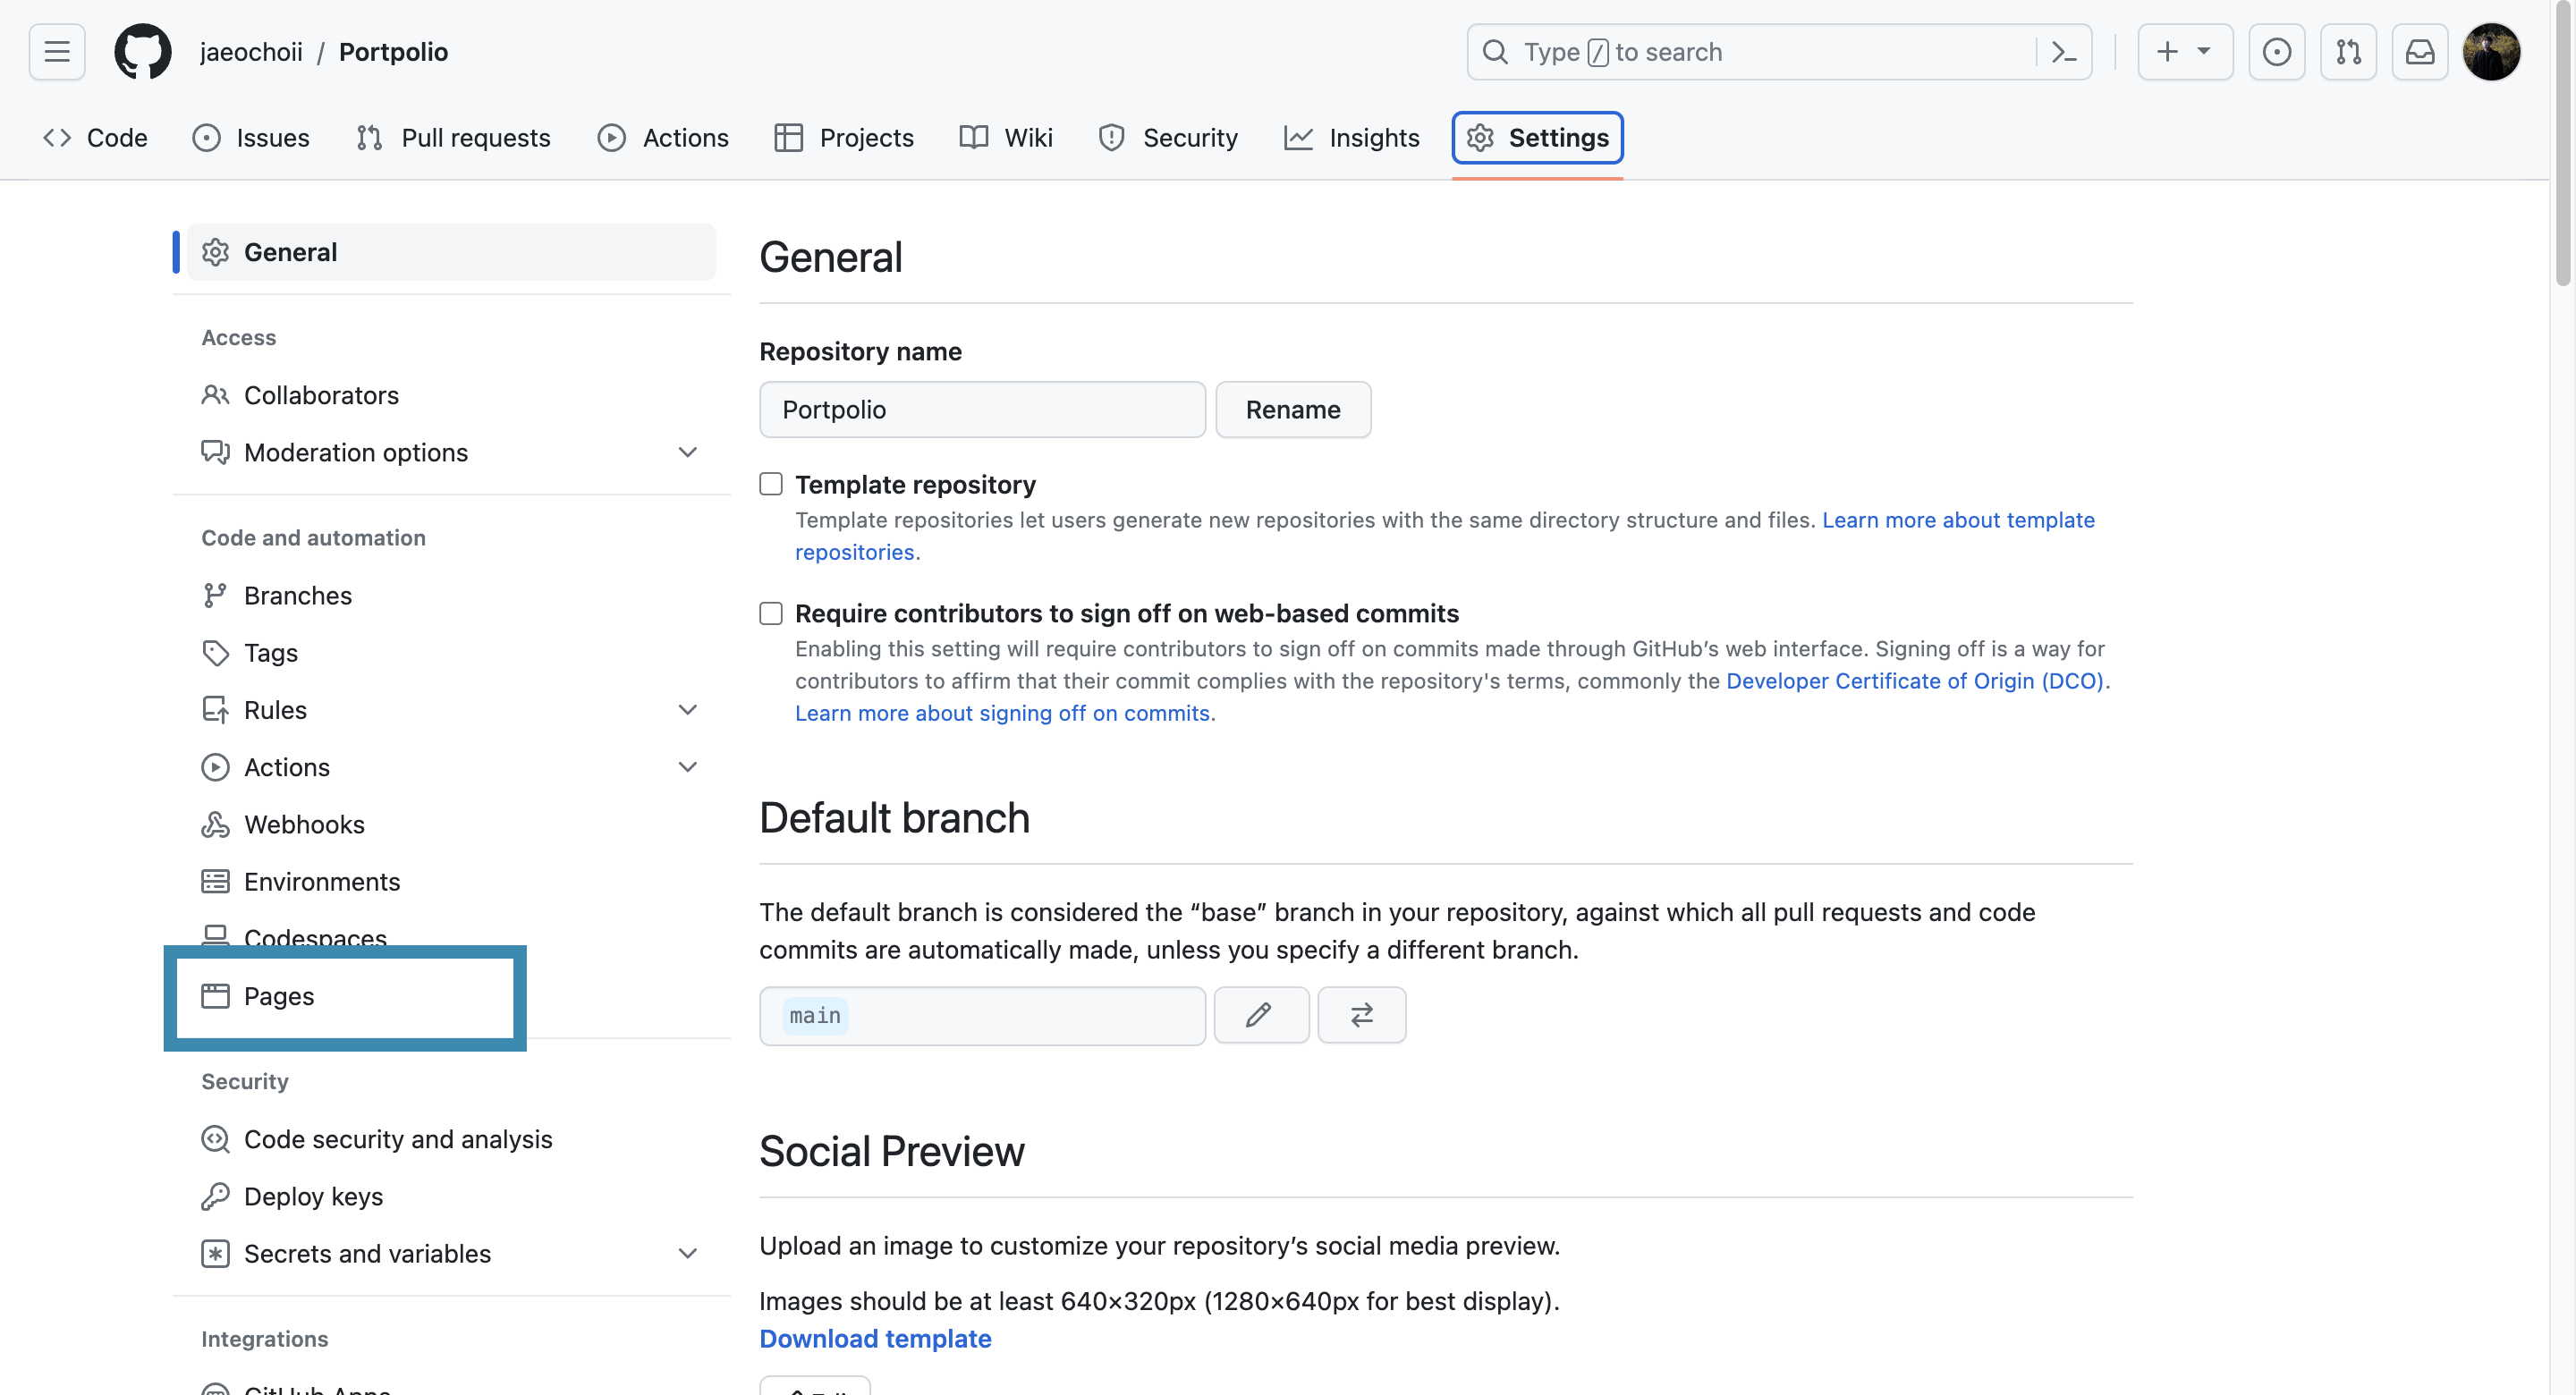 jaeochoii / Portpolio
Type / to search
Code
Issues
Pull requests
Actions
Projects
Wiki
Security
Insights
Settings
General
Access
Collaborators
Moderation options
Code and automation
Branches
Tags
Rules
Actions
Webhooks
Environments
Codespaces
Pages
Security
Code security and analysis
Deploy keys
Secrets and variables
Integrations
GitHub Apps
General
Repository name
Portpolio
Rename
Template repository
Template repositories let users generate new repositories with the same directory structure and files. Learn more about template
repositories.
Require contributors to sign off on web-based commits
Enabling this setting will require contributors to sign off on commits made through GitHub’s web interface. Signing off is a way for
contributors to affirm that their commit complies with the repository's terms, commonly the Developer Certificate of Origin (DCO).
Learn more about signing off on commits.
Default branch
The default branch is considered the “base” branch in your repository, against which all pull requests and code
commits are automatically made, unless you specify a different branch.
main
Social Preview
Upload an image to customize your repository’s social media preview.
Images should be at least 640×320px (1280×640px for best display).
Download template